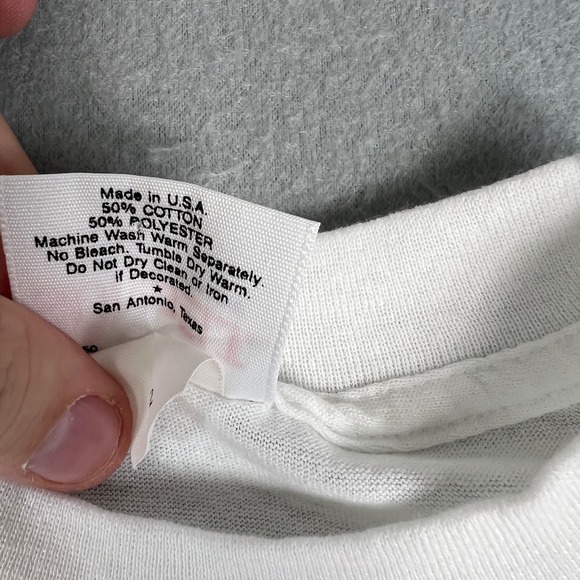 Made in U.S.A.
50% COTTON
50% POLYESTER
Machine Wash Warm Separately.
No Bleach. Tumble Dry Warm.
Do Not Dry Clean or Iron
if Decorated.
★
San Antonio, Texas